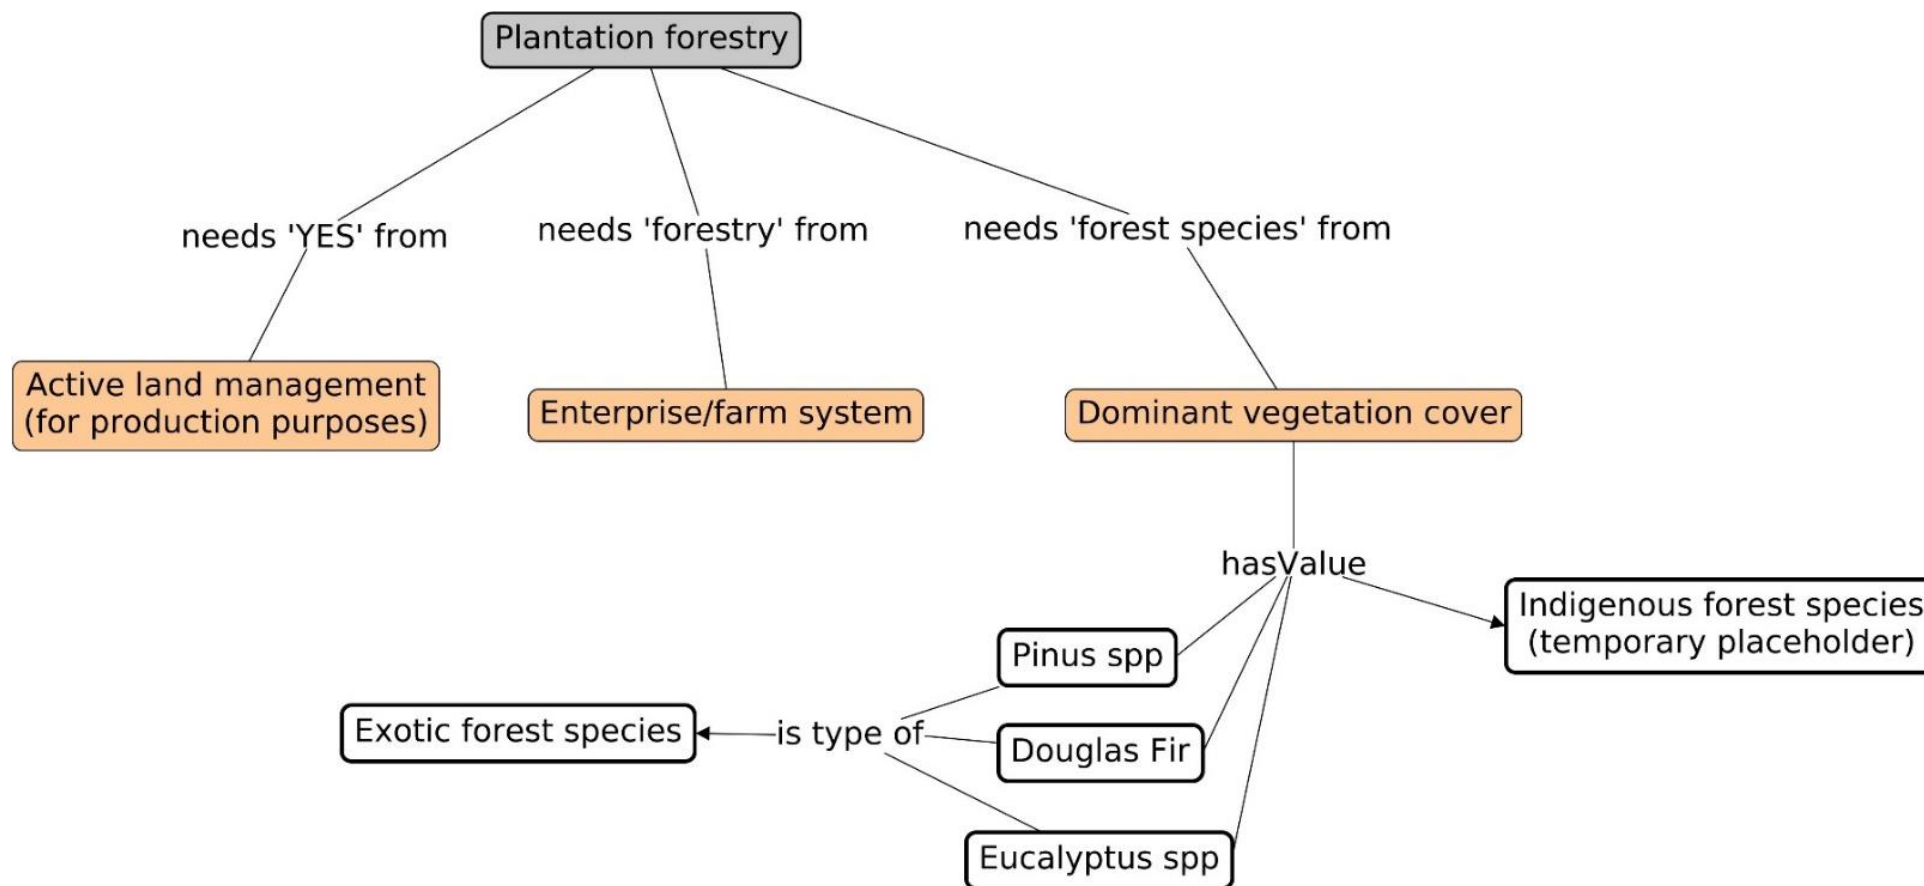 Plantation forestry
needs 'YES' from
needs 'forestry' from
needs 'forest species' from
Active land management
(for production purposes)
Enterprise/farm system
Dominant vegetation cover
hasValue
Indigenous forest species
(temporary placeholder)
Pinus spp
Exotic forest species
is type of
Douglas Fir
Eucalyptus spp